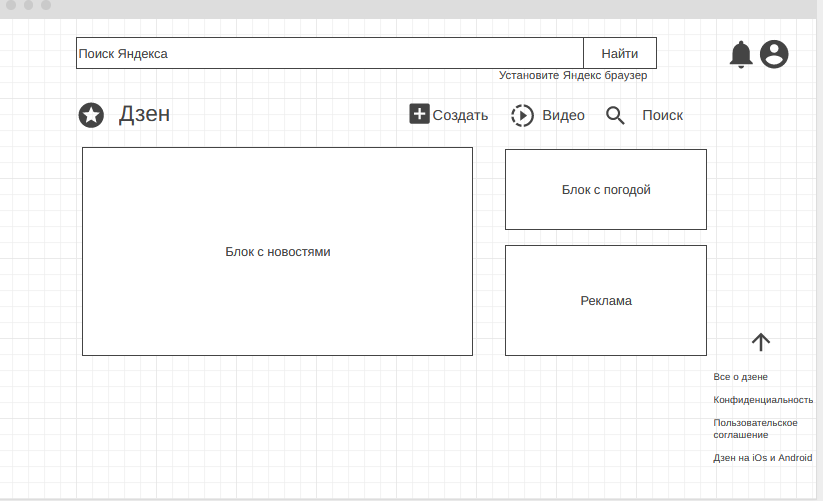 Поиск Яндекса
Найти
Установите Яндекс браузер
Дзен
Создать
Видео
Поиск
Блок с новостями
Блок с погодой
Реклама
Все о дзене
Конфиденциальность
Пользовательское
соглашение
Дзен на iOs и Android